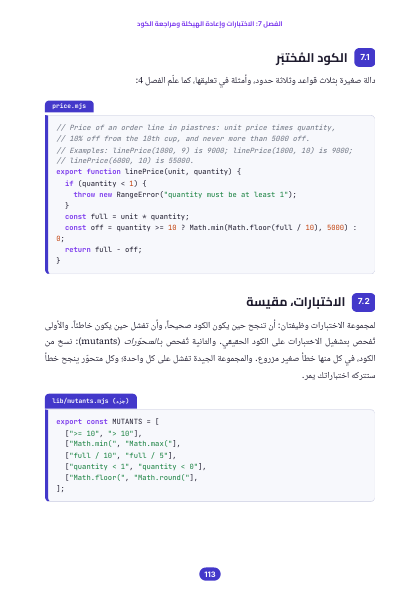 الفصل 7: الاختبارات وإعادة الهيكلة ومراجعة الكود
7.1 الكود المُختبَر
دالة صغيرة بثلاث قواعد وثلاثة حدود، وأمثلة في تعليقها، كما علّم الفصل 4:
price.mjs
// Price of an order line in piastres: unit price times quantity,
// 10% off from the 10th cup, and never more than 5000 off.
// Examples: linePrice(1000, 9) is 9000; linePrice(1000, 10) is 9000;
// linePrice(6000, 10) is 55000.
export function linePrice(unit, quantity) {
  if (quantity < 1) {
    throw new RangeError("quantity must be at least 1");
  }
  const full = unit * quantity;
  const off = quantity >= 10 ? Math.min(Math.floor(full / 10), 5000) :
0;
  return full - off;
}
7.2 الاختبارات، مقيسة
لمجموعة الاختبارات وظيفتان: أن تنجح حين يكون الكود صحيحاً، وأن تفشل حين يكون خاطئاً. والأولى
تُفحص بتشغيل الاختبارات على الكود الحقيقي. والثانية تُفحص بـالمتحوّرات (mutants): نسخ من
الكود، في كل منها خطأ صغير مزروع. والمجموعة الجيدة تفشل على كل واحدة؛ وكل متحوّر ينجح خطأ
ستتركه اختباراتك يمر.
lib/mutants.mjs (جزء)
export const MUTANTS = [
  [">= 10", "> 10"],
  ["Math.min(", "Math.max("],
  ["full / 10", "full / 5"],
  ["quantity < 1", "quantity < 0"],
  ["Math.floor(", "Math.round("],
];
113